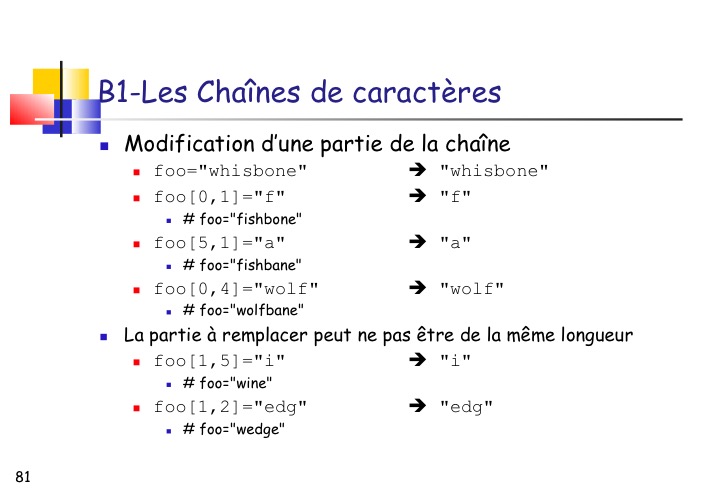 B1-Les Chaînes de caractères
Modification d'une partie de la chaîne
foo="whisbone" ➔ "whisbone"
foo[0,1]="f" ➔ "f"
# foo="fishbone"
foo[5,1]="a" ➔ "a"
# foo="fishbane"
foo[0,4]="wolf" ➔ "wolf"
# foo="wolfbane"
La partie à remplacer peut ne pas être de la même longueur
foo[1,5]="i" ➔ "i"
# foo="wine"
foo[1,2]="edg" ➔ "edg"
# foo="wedge"
81